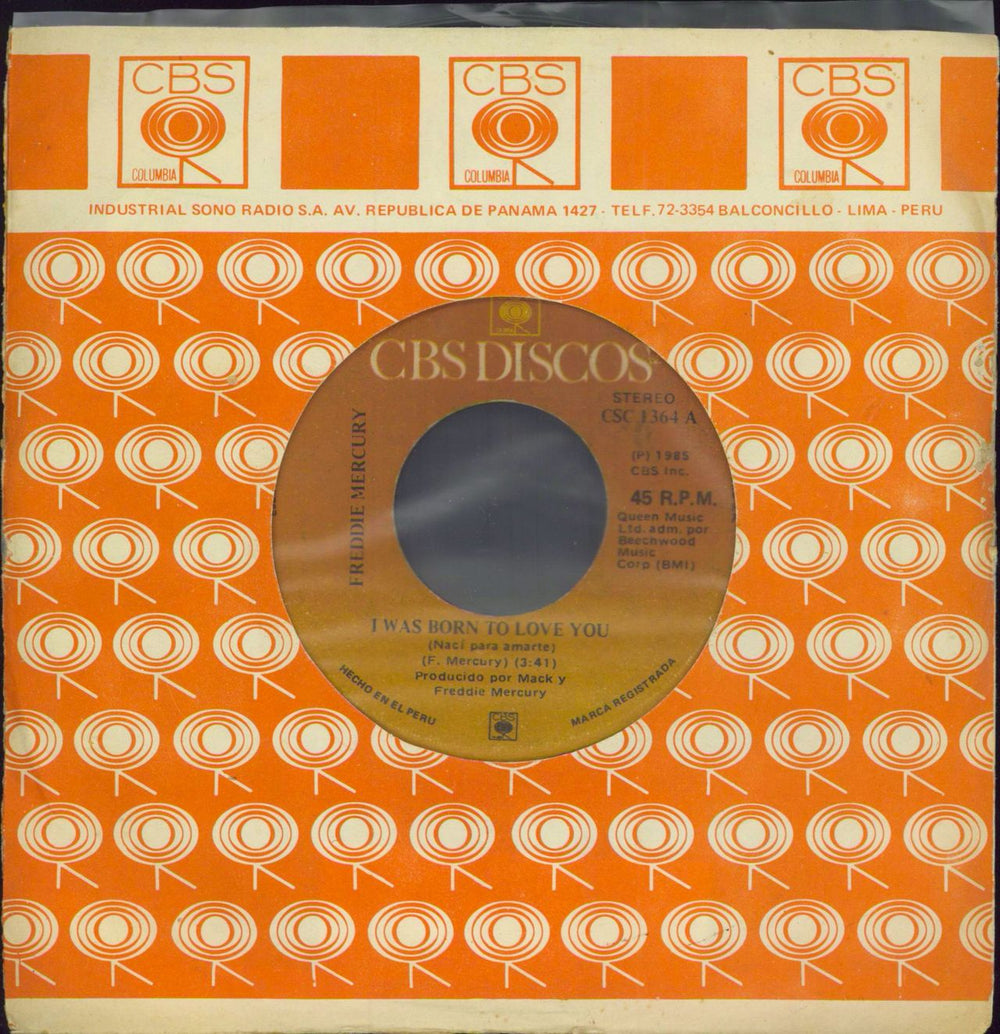 CBS CBS CBS
COLUMBIA COLUMBIA COLUMBIA
INDUSTRIAL SONO RADIO S.A. AV. REPUBLICA DE PANAMA 1427 - TELF. 72-3354 BALCONCILLO - LIMA - PERU
CBS DISCOS
STEREO
CSC 1364 A
(P) 1985
CBS Inc.
45 R.P.M.
Queen Music
Ltd. adm. por
Beechwood
Music
Corp (BMI)
FREDDIE MERCURY
I WAS BORN TO LOVE YOU
(Nací para amarte)
(F. Mercury) (3:41)
Producido por Mack y
Freddie Mercury
HECHO EN EL PERU
MARCA REGISTRADA
CBS